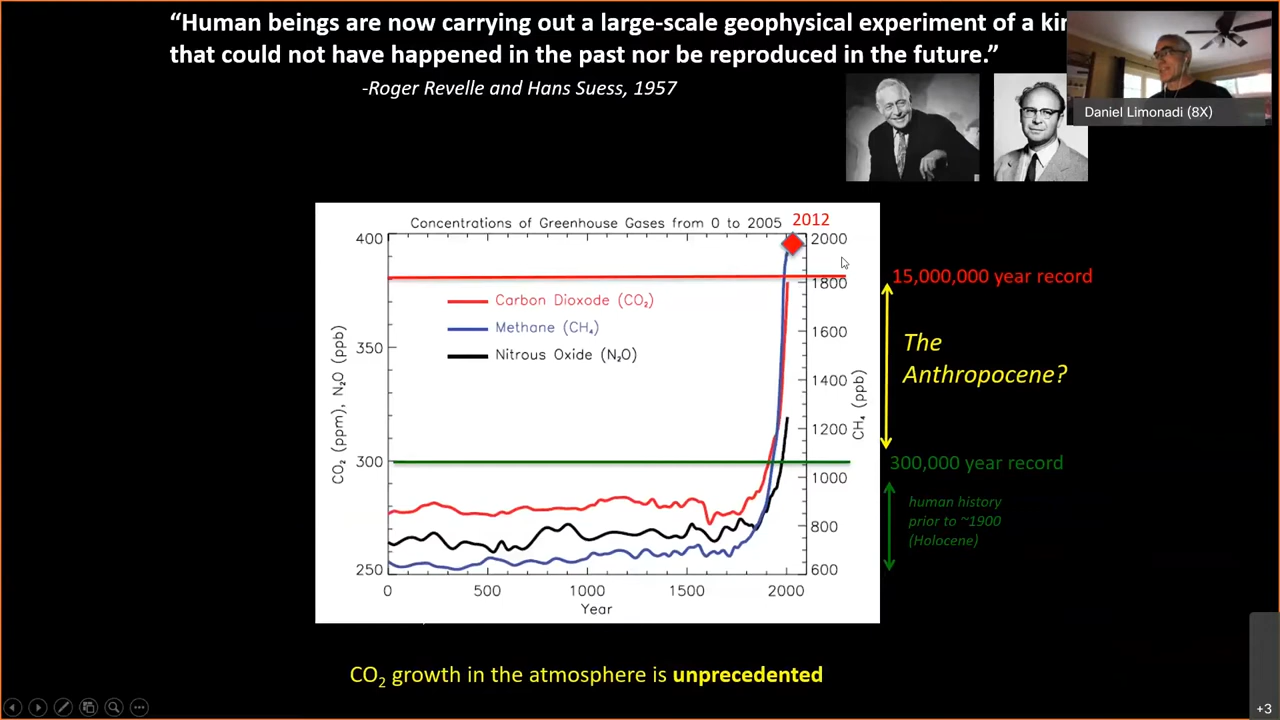 “Human beings are now carrying out a large-scale geophysical experiment of a
that could not have happened in the past nor be reproduced in the future.”
-Roger Revelle and Hans Suess, 1957
Daniel Limonadi (8X)
Concentrations of Greenhouse Gases from 0 to 2005
2012
400
350
300
250
CO₂ (ppm), N₂O (ppb)
Carbon Dioxode (CO₂)
Methane (CH₄)
Nitrous Oxide (N₂O)
2000
1800
1600
1400
1200
1000
800
600
CH₄ (ppb)
0 500 1000 1500 2000
Year
15,000,000 year record
The
Anthropocene?
300,000 year record
human history
prior to ~1900
(Holocene)
CO₂ growth in the atmosphere is unprecedented
+3